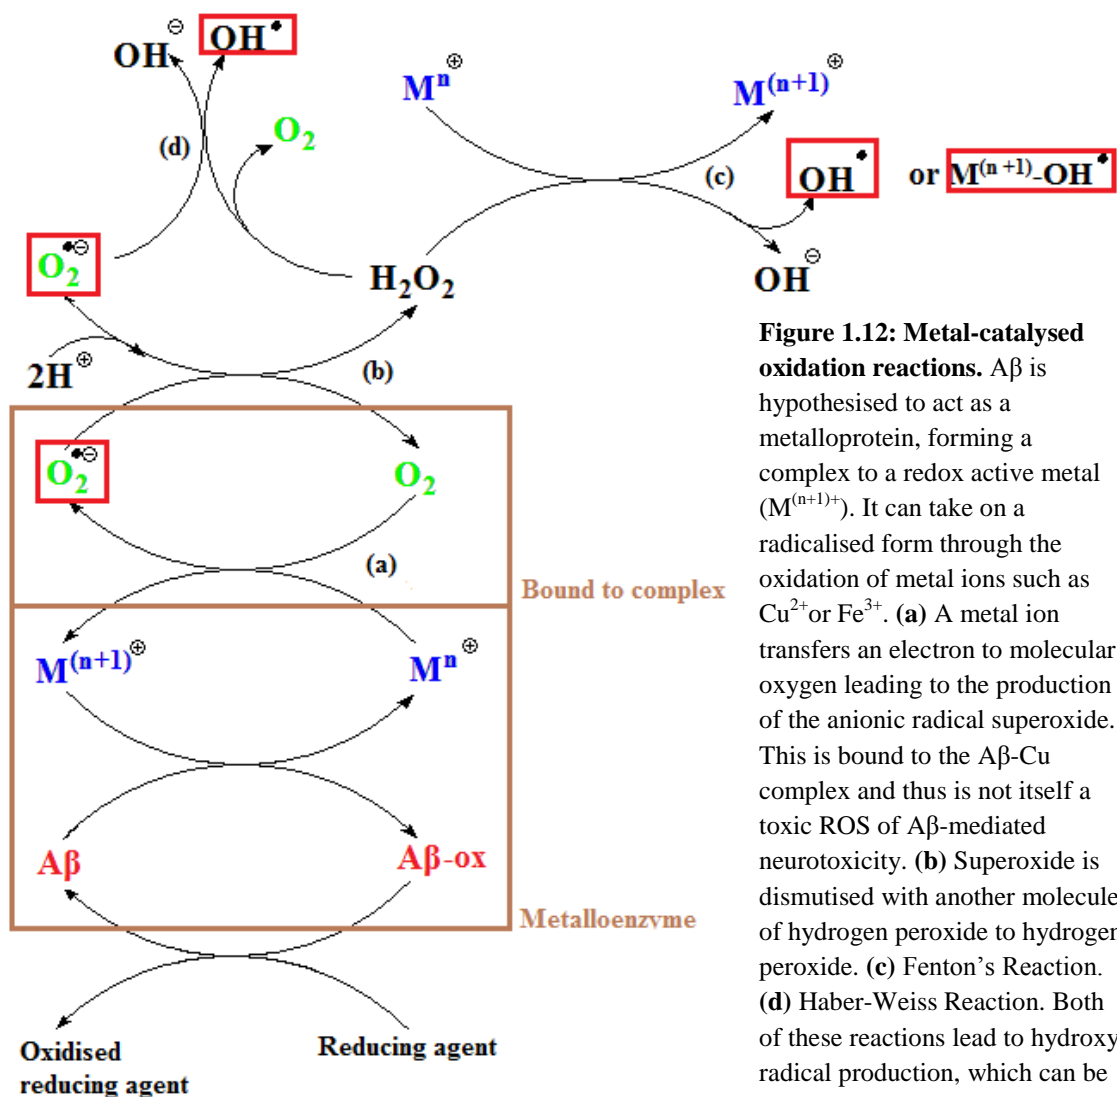 OH⊖ OH•
Mⁿ⊕ M⁽ⁿ⁺¹⁾⊕
O₂
(d)
(c)
OH• or M⁽ⁿ⁺¹⁾-OH•
O₂•⊖
H₂O₂
OH⊖
2H⊕
(b)
O₂•⊖ O₂
(a)
Bound to complex
M⁽ⁿ⁺¹⁾⊕ Mⁿ⊕
Aβ Aβ-ox
Metalloenzyme
Oxidised
reducing agent
Reducing agent
Figure 1.12: Metal-catalysed
oxidation reactions. Aβ is
hypothesised to act as a
metalloprotein, forming a
complex to a redox active metal
(M⁽ⁿ⁺¹⁾⁺). It can take on a
radicalised form through the
oxidation of metal ions such as
Cu²⁺or Fe³⁺. (a) A metal ion
transfers an electron to molecular
oxygen leading to the production
of the anionic radical superoxide.
This is bound to the Aβ-Cu
complex and thus is not itself a
toxic ROS of Aβ-mediated
neurotoxicity. (b) Superoxide is
dismutised with another molecule
of hydrogen peroxide to hydrogen
peroxide. (c) Fenton's Reaction.
(d) Haber-Weiss Reaction. Both
of these reactions lead to hydroxy
radical production, which can be